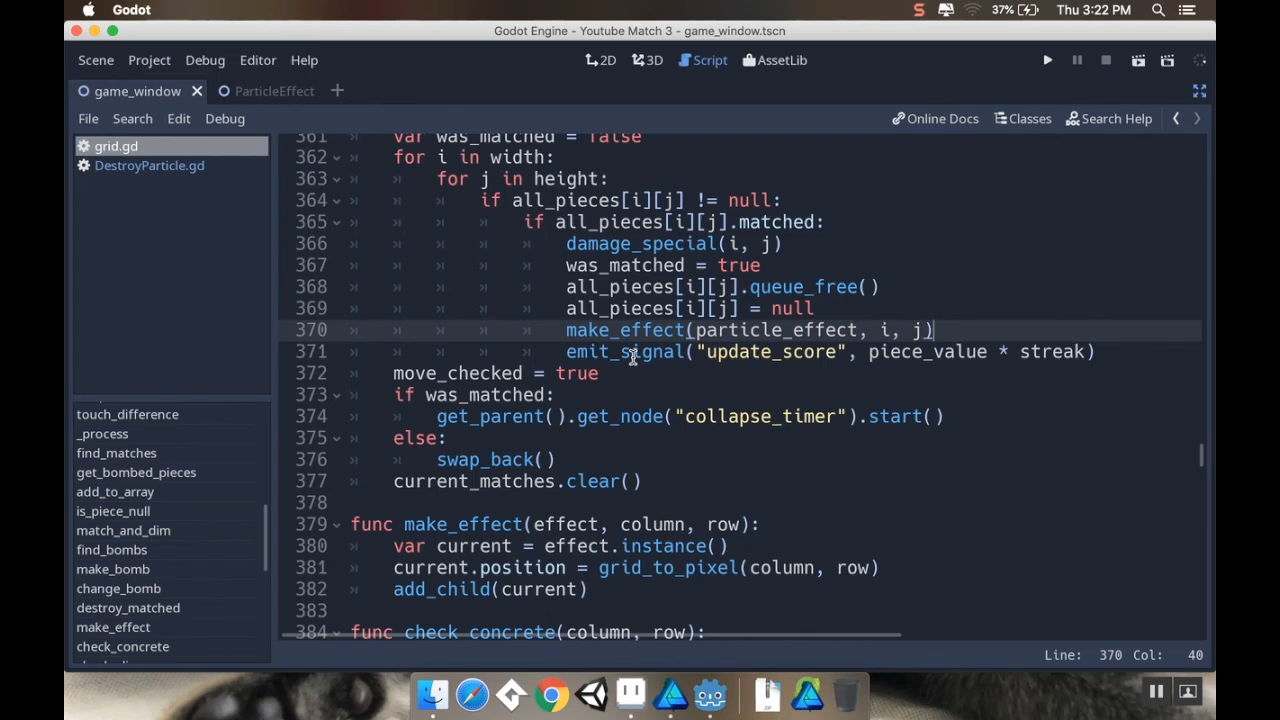 Godot
37%
Thu 3:22 PM
Godot Engine - Youtube Match 3 - game_window.tscn
Scene Project Debug Editor Help
2D 3D Script AssetLib
game_window ParticleEffect
File Search Edit Debug
Online Docs Classes Search Help
grid.gd
DestroyParticle.gd
touch_difference
_process
find_matches
get_bombed_pieces
add_to_array
is_piece_null
match_and_dim
find_bombs
make_bomb
change_bomb
destroy_matched
make_effect
check_concrete
361 var was_matched = false
362 for i in width:
363 for j in height:
364 if all_pieces[i][j] != null:
365 if all_pieces[i][j].matched:
366 damage_special(i, j)
367 was_matched = true
368 all_pieces[i][j].queue_free()
369 all_pieces[i][j] = null
370 make_effect(particle_effect, i, j)
371 emit_signal("update_score", piece_value * streak)
372 move_checked = true
373 if was_matched:
374 get_parent().get_node("collapse_timer").start()
375 else:
376 swap_back()
377 current_matches.clear()
378
379 func make_effect(effect, column, row):
380 var current = effect.instance()
381 current.position = grid_to_pixel(column, row)
382 add_child(current)
383
384 func check_concrete(column, row):
Line: 370 Col: 40